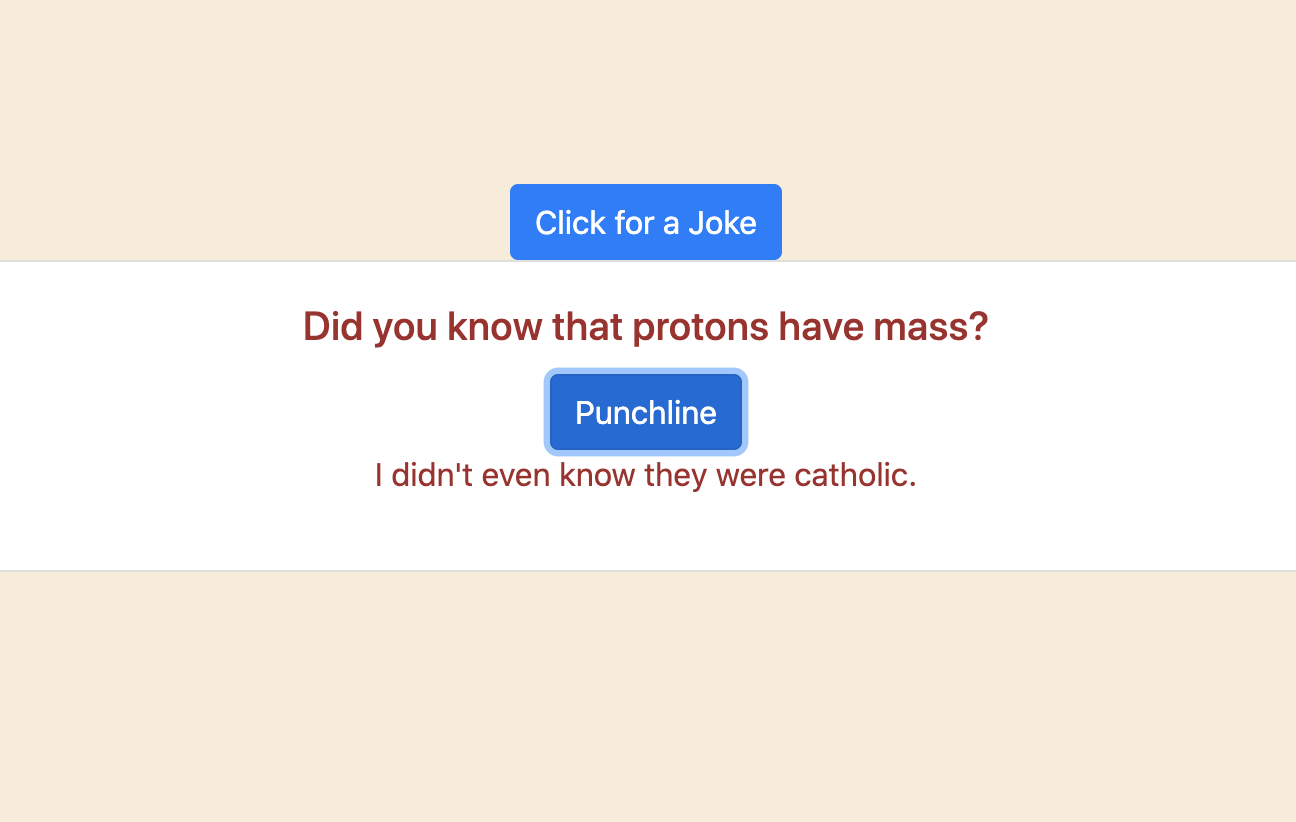 Click for a Joke
Did you know that protons have mass?
Punchline
I didn't even know they were catholic.